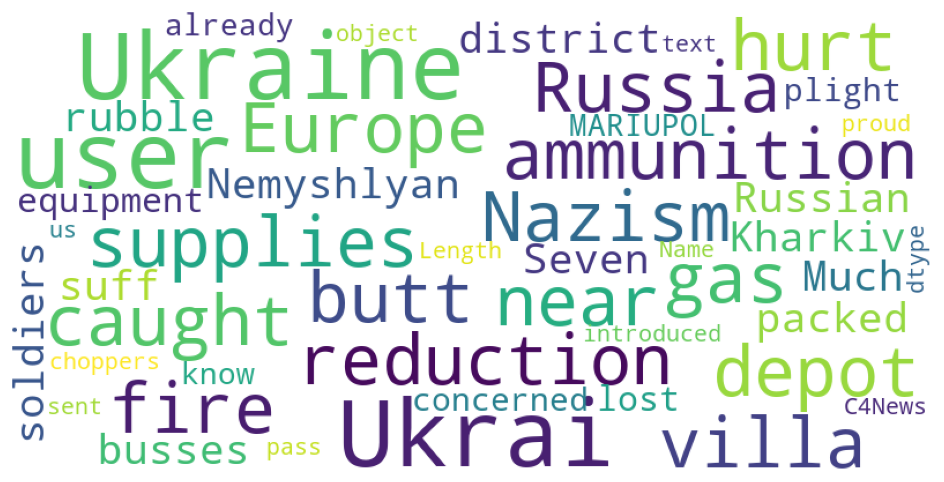 already
object
district
text
hurt
Ukraine
Russia
plight
rubble
Europe
MARIUPOL
proud
user
ammunition
equipment
Nemyshlyan
Nazism
Russian
us
supplies
Length
Seven
Name
Kharkiv
dtype
soldiers
suff
butt
near
gas
Much
caught
introduced
packed
choppers
know
reduction
depot
sent
fire
concerned
lost
C4News
busses
pass
Ukrai
villa